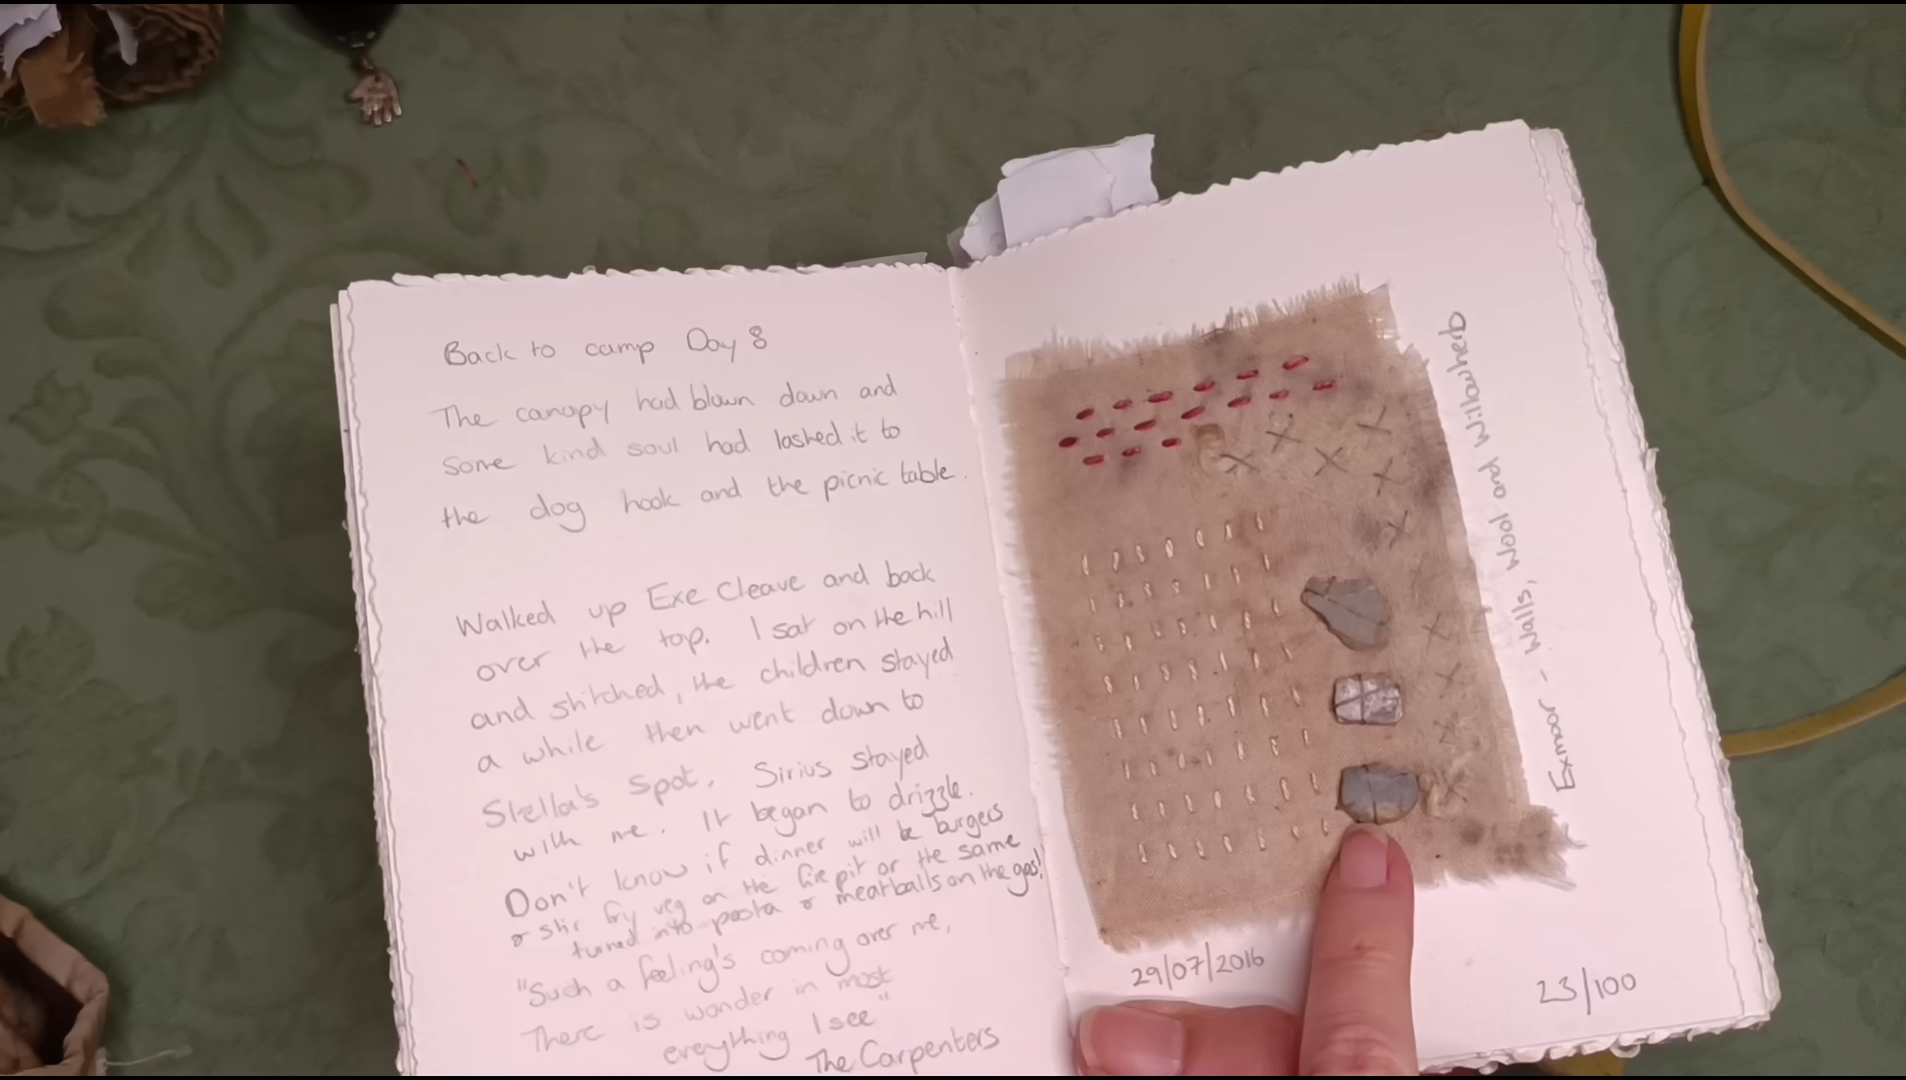 Back to camp Day 8
The canopy had blown down and
some kind soul had lashed it to
the dog hook and the picnic table.
Walked up Exe Cleave and back
over the top. I sat on the hill
and stitched, the children stayed
a while then went down to
Stella's spot. Sirius stayed
with me. It began to drizzle.
Don't know if dinner will be burgers
& stir fry veg on the fire pit or the same
turned into pasta & meatballs on the gas!
"Such a feeling's coming over me,
There is wonder in most
everything I see"
The Carpenters
Exmoor - Walls, Wool and Willowherb
29/07/2016
23/100